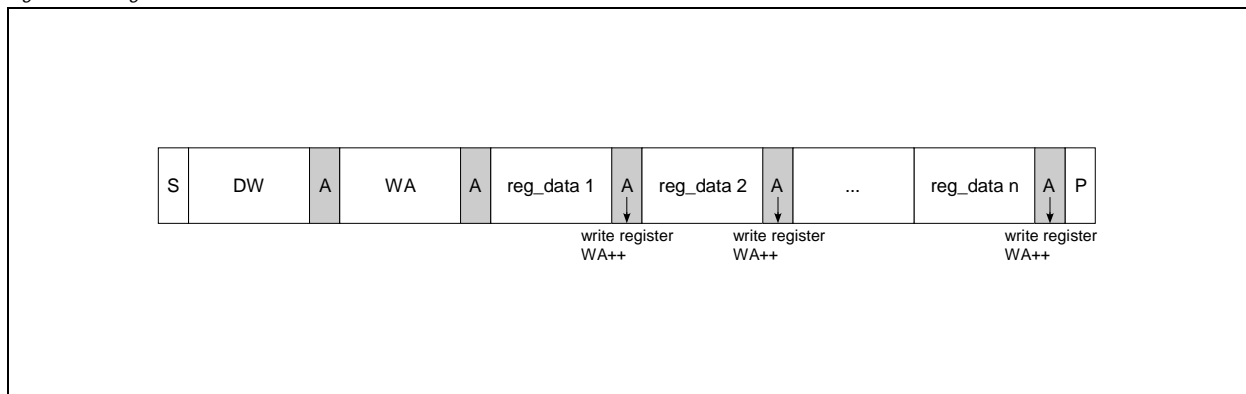 S DW A WA A reg_data 1 A reg_data 2 A ... reg_data n A P
write register write register write register
WA++ WA++ WA++